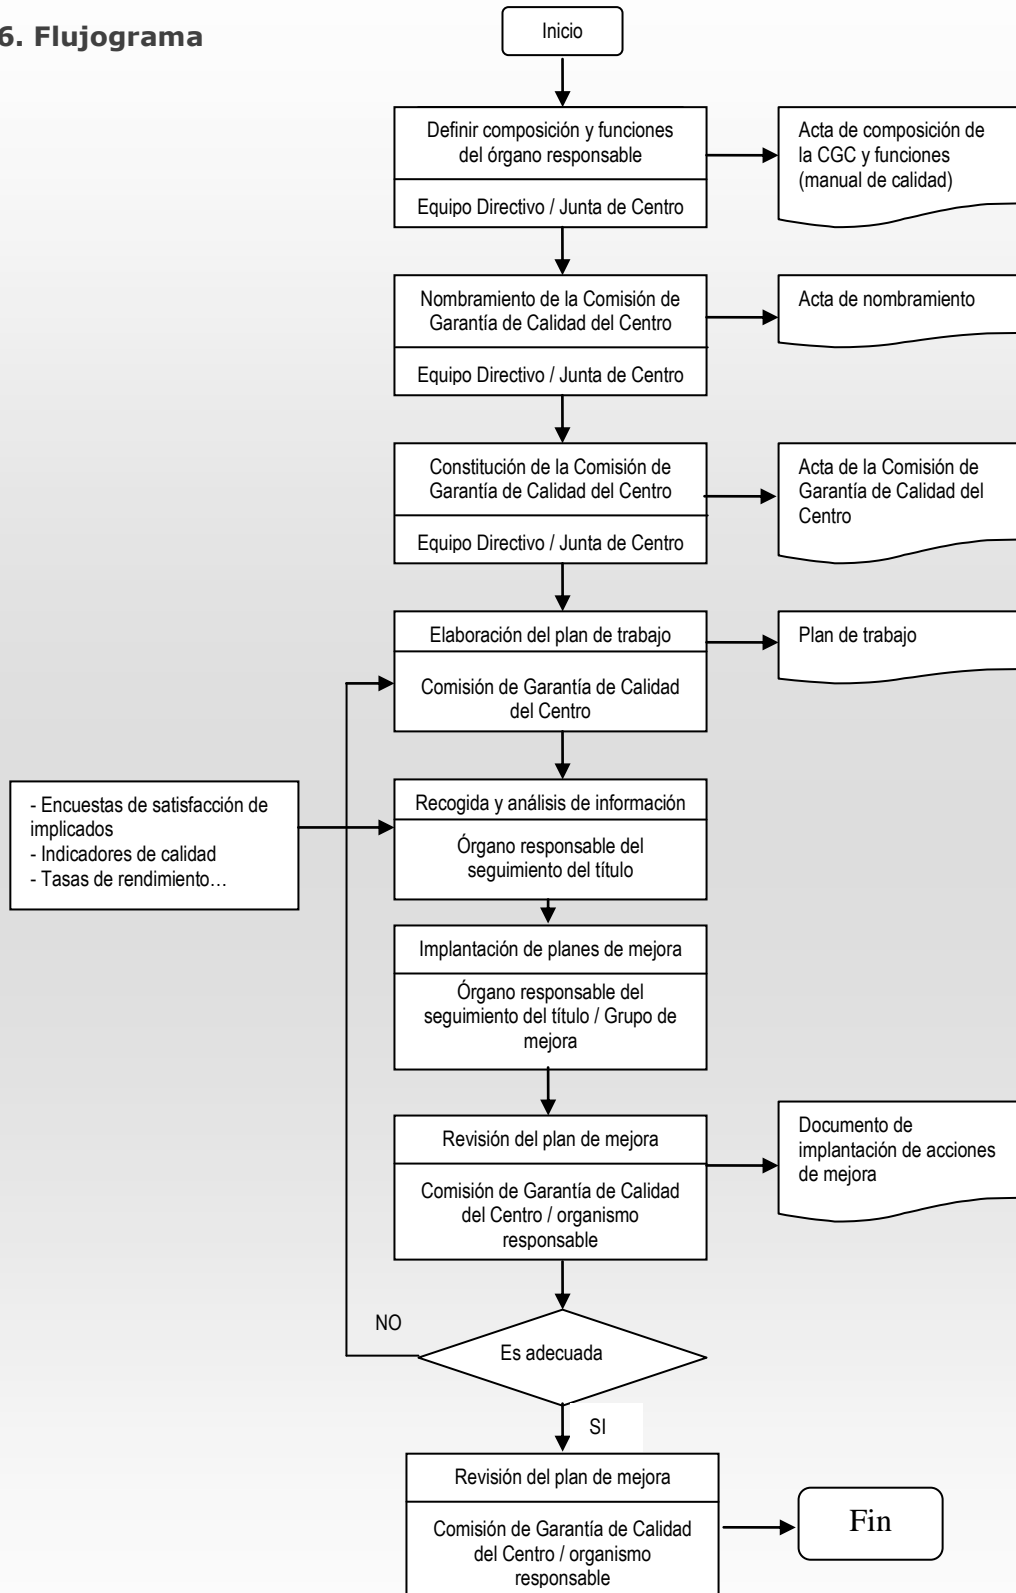 6. Flujograma
Inicio
Definir composición y funciones
del órgano responsable
Equipo Directivo / Junta de Centro
Acta de composición de
la CGC y funciones
(manual de calidad)
Nombramiento de la Comisión de
Garantía de Calidad del Centro
Equipo Directivo / Junta de Centro
Acta de nombramiento
Constitución de la Comisión de
Garantía de Calidad del Centro
Equipo Directivo / Junta de Centro
Acta de la Comisión de
Garantía de Calidad del
Centro
Elaboración del plan de trabajo
Comisión de Garantía de Calidad
del Centro
Plan de trabajo
- Encuestas de satisfacción de
implicados
- Indicadores de calidad
- Tasas de rendimiento…
Recogida y análisis de información
Órgano responsable del
seguimiento del título
Implantación de planes de mejora
Órgano responsable del
seguimiento del título / Grupo de
mejora
Revisión del plan de mejora
Comisión de Garantía de Calidad
del Centro / organismo
responsable
Documento de
implantación de acciones
de mejora
NO
Es adecuada
SI
Revisión del plan de mejora
Comisión de Garantía de Calidad
del Centro / organismo
responsable
Fin